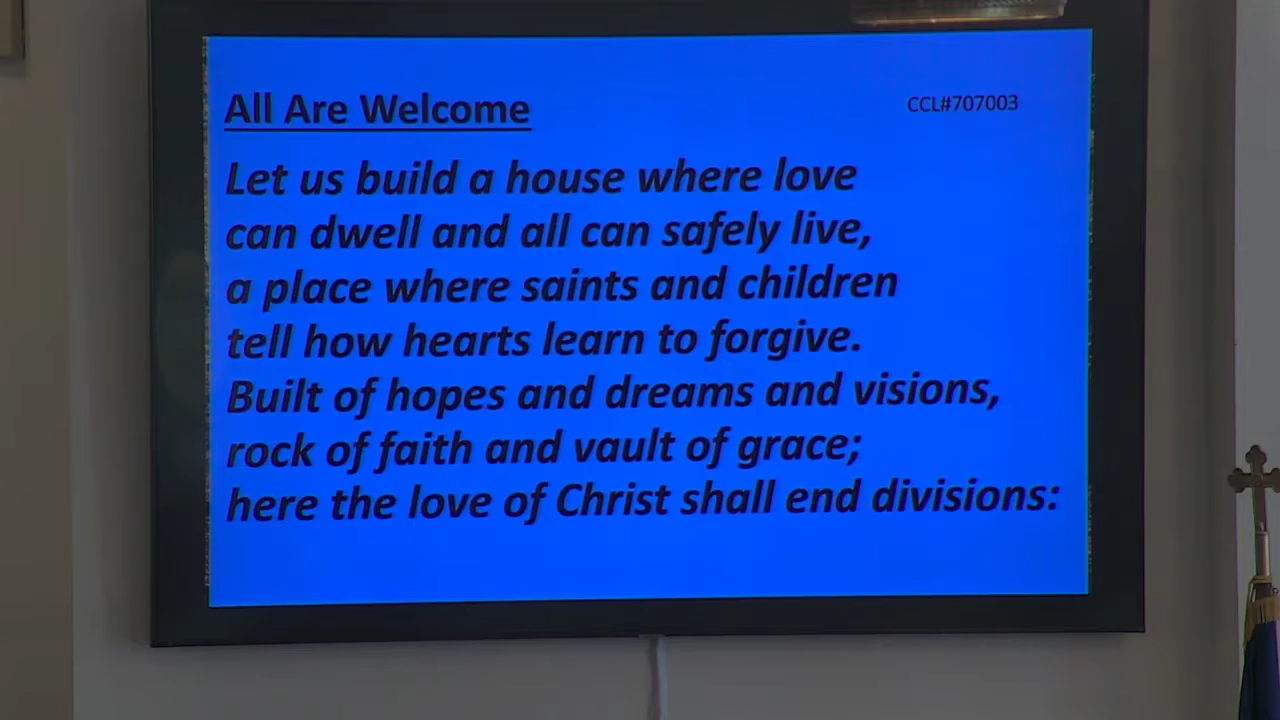 All Are Welcome
CCL#707003
Let us build a house where love
can dwell and all can safely live,
a place where saints and children
tell how hearts learn to forgive.
Built of hopes and dreams and visions,
rock of faith and vault of grace;
here the love of Christ shall end divisions: